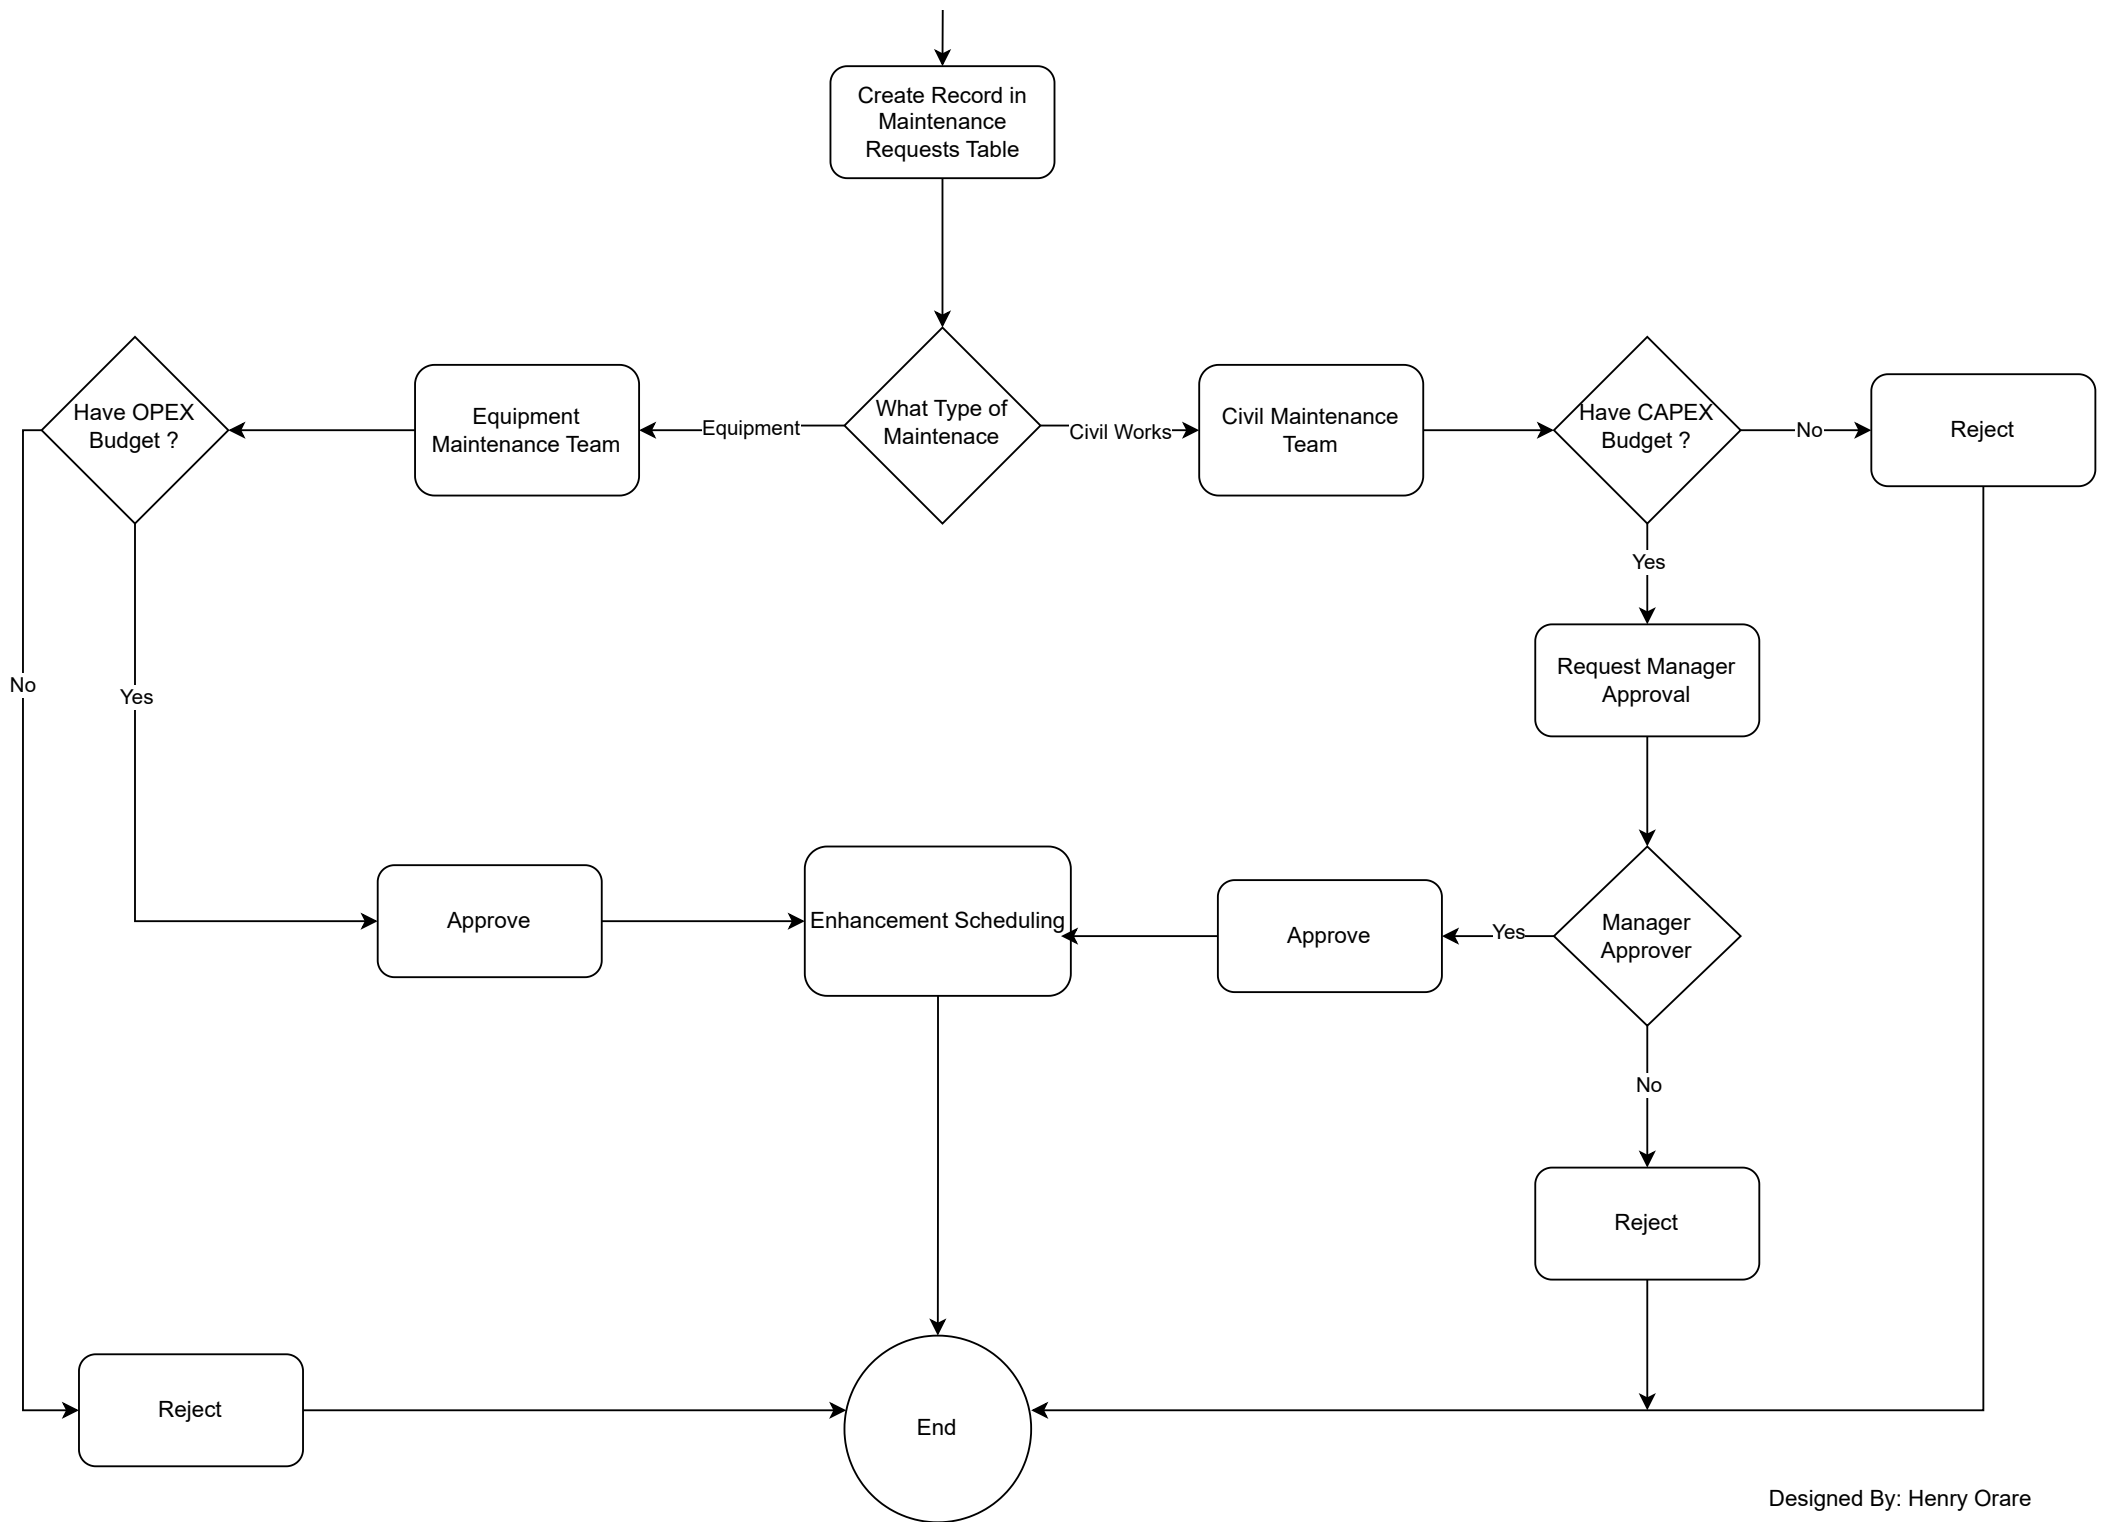 Create Record in
Maintenance
Requests Table
What Type of
Maintenace
Equipment
Civil Works
Equipment
Maintenance Team
Have OPEX
Budget ?
Civil Maintenance
Team
Have CAPEX
Budget ?
No
Reject
Yes
Request Manager
Approval
No
Yes
Approve
Enhancement Scheduling
Approve
Yes
Manager
Approver
No
Reject
Reject
End
Designed By: Henry Orare